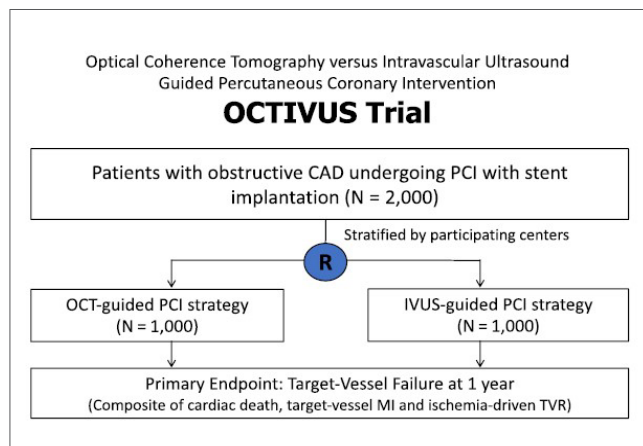 Optical Coherence Tomography versus Intravascular Ultrasound
Guided Percutaneous Coronary Intervention
OCTIVUS Trial
Patients with obstructive CAD undergoing PCI with stent
implantation (N = 2,000)
Stratified by participating centers
R
OCT-guided PCI strategy
(N = 1,000)
IVUS-guided PCI strategy
(N = 1,000)
Primary Endpoint: Target-Vessel Failure at 1 year
(Composite of cardiac death, target-vessel MI and ischemia-driven TVR)